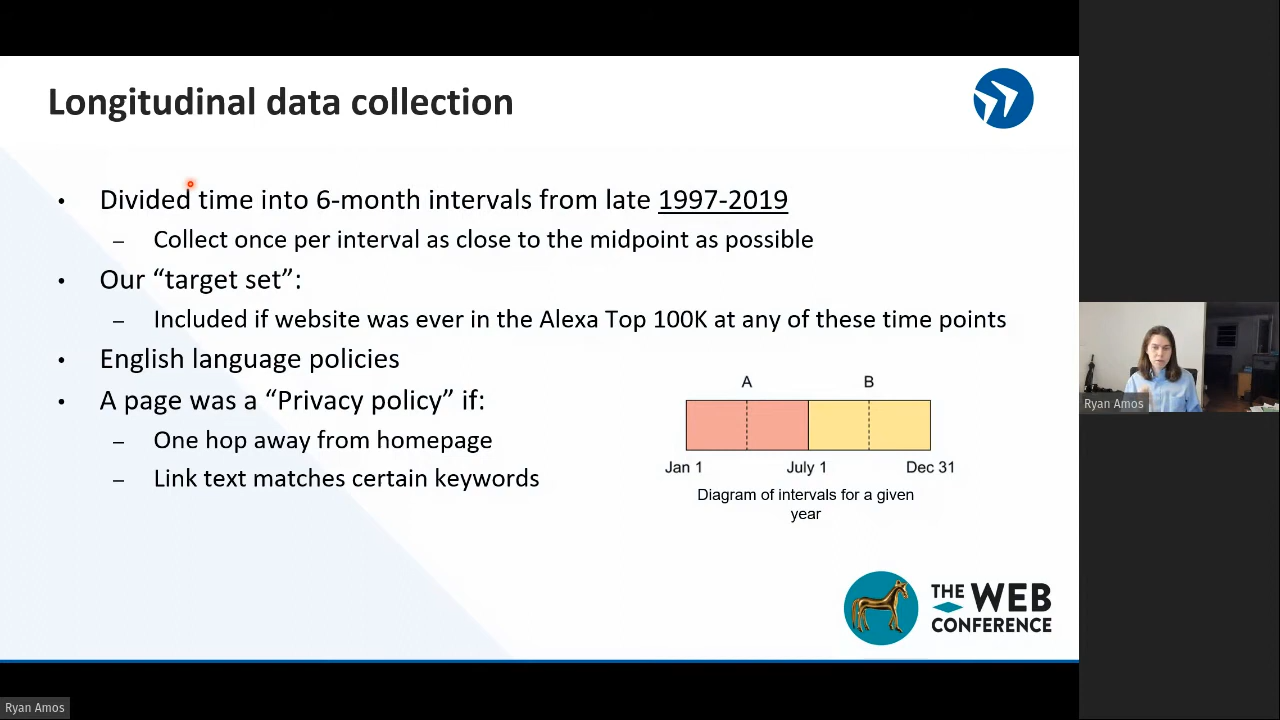 Longitudinal data collection
• Divided time into 6-month intervals from late 1997-2019
– Collect once per interval as close to the midpoint as possible
• Our “target set”:
– Included if website was ever in the Alexa Top 100K at any of these time points
• English language policies
• A page was a “Privacy policy” if:
– One hop away from homepage
– Link text matches certain keywords
A B
Jan 1 July 1 Dec 31
Diagram of intervals for a given
year
THE WEB
CONFERENCE
Ryan Amos
Ryan Amos